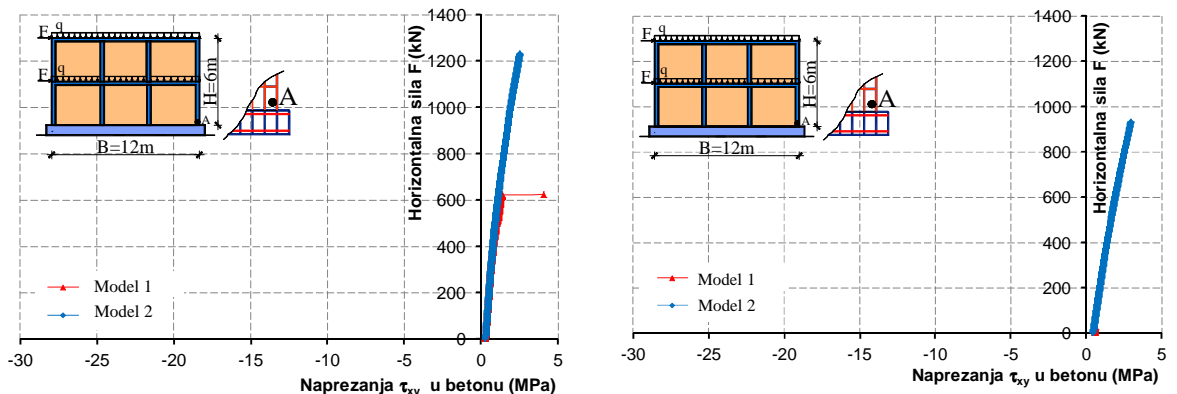 1400
1200
1000
800
600
400
200
0
Horizontalna sila F (kN)
F q
F q
H=6m
A
B=12m
A
Model 1
Model 2
-30 -25 -20 -15 -10 -5 0 5
Naprezanja τxy u betonu (MPa)
1400
1200
1000
800
600
400
200
0
Horizontalna sila F (kN)
F q
F q
H=6m
A
B=12m
A
Model 1
Model 2
-30 -25 -20 -15 -10 -5 0 5
Naprezanja τxy u betonu (MPa)